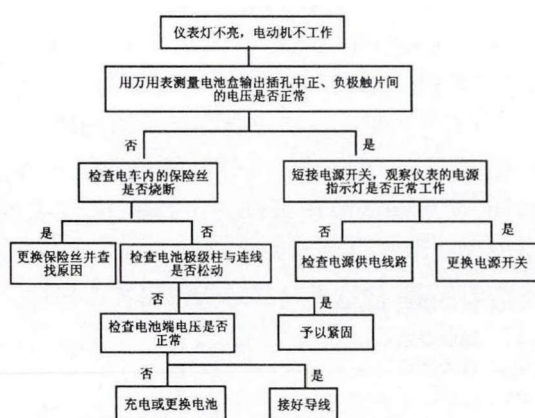 仪表灯不亮，电动机不工作
用万用表测量电池盒输出插孔中正、负极触片间
的电压是否正常
否
是
检查电车内的保险丝
是否烧断
短接电源开关，观察仪表的电源
指示灯是否正常工作
是
否
否
是
更换保险丝并查
找原因
检查电池极级柱与连线
是否松动
检查电源供电线路
更换电源开关
否
是
检查电池端电压是否
正常
予以紧固
否
是
充电或更换电池
接好导线